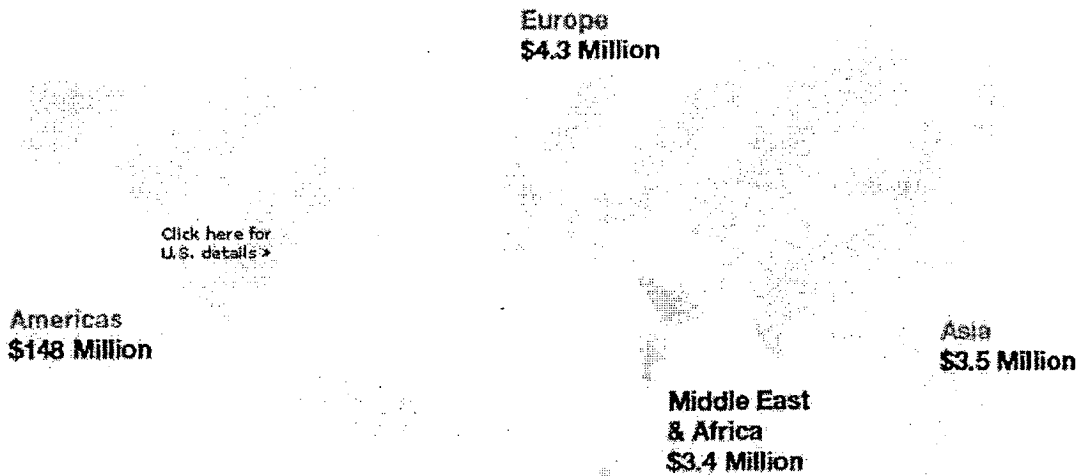 Europe
$4.3 Million
Click here for
U.S. details >
Americas
$148 Million
Asia
$3.5 Million
Middle East
& Africa
$3.4 Million